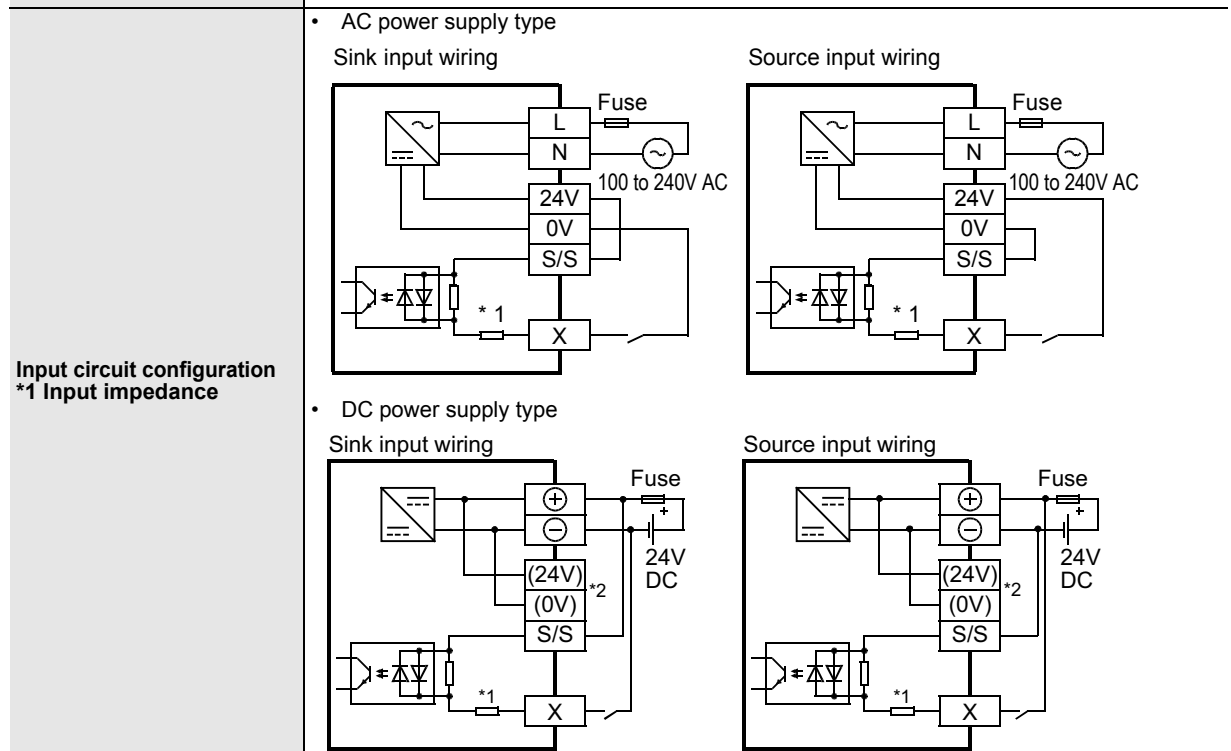 Input circuit configuration
*1 Input impedance
• AC power supply type
Sink input wiring
Fuse
L
N
100 to 240V AC
24V
0V
S/S
* 1
X
Source input wiring
Fuse
L
N
100 to 240V AC
24V
0V
S/S
* 1
X
• DC power supply type
Sink input wiring
Fuse
+
24V
DC
(24V)
*2
(0V)
S/S
*1
X
Source input wiring
Fuse
+
24V
DC
(24V)
*2
(0V)
S/S
*1
X